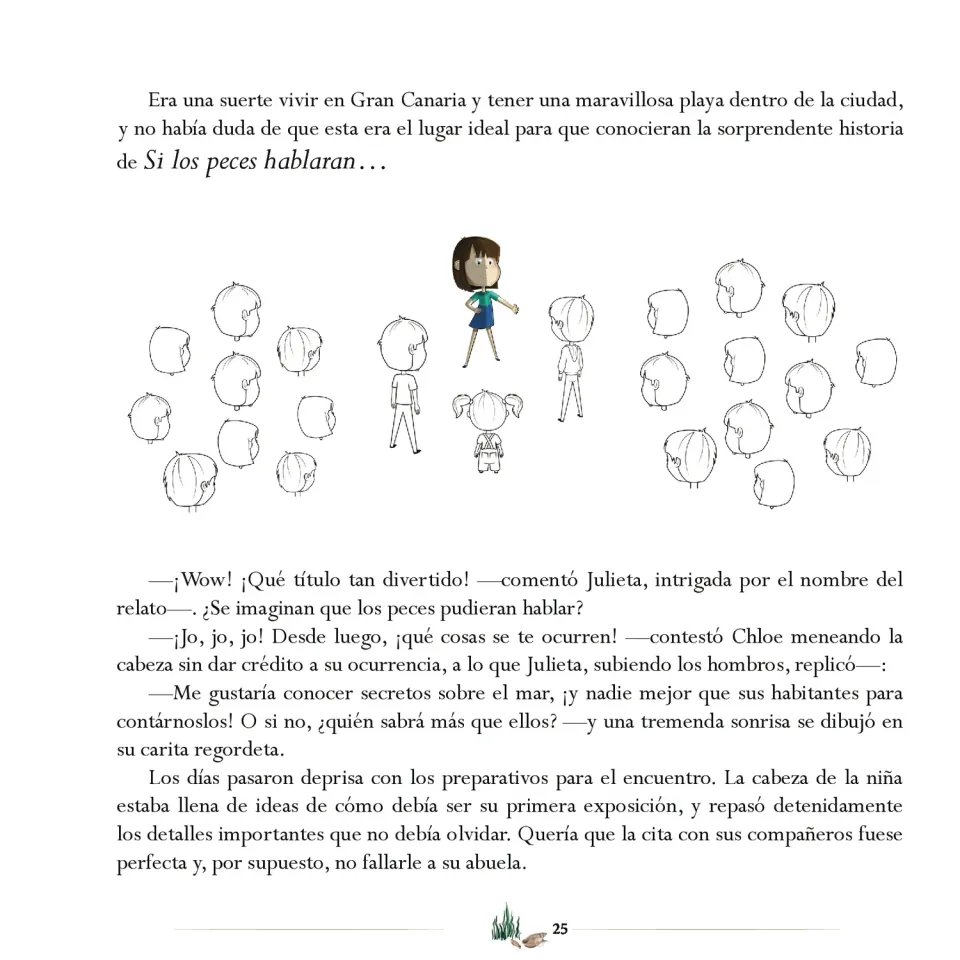 Era una suerte vivir en Gran Canaria y tener una maravillosa playa dentro de la ciudad,
y no había duda de que esta era el lugar ideal para que conocieran la sorprendente historia
de Si los peces hablaran…
—¡Wow! ¡Qué título tan divertido! —comentó Julieta, intrigada por el nombre del
relato—. ¿Se imaginan que los peces pudieran hablar?
—¡Jo, jo, jo! Desde luego, ¡qué cosas se te ocurren! —contestó Chloe meneando la
cabeza sin dar crédito a su ocurrencia, a lo que Julieta, subiendo los hombros, replicó—:
—Me gustaría conocer secretos sobre el mar, ¡y nadie mejor que sus habitantes para
contárnoslos! O si no, ¿quién sabrá más que ellos? —y una tremenda sonrisa se dibujó en
su carita regordeta.
Los días pasaron deprisa con los preparativos para el encuentro. La cabeza de la niña
estaba llena de ideas de cómo debía ser su primera exposición, y repasó detenidamente
los detalles importantes que no debía olvidar. Quería que la cita con sus compañeros fuese
perfecta y, por supuesto, no fallarle a su abuela.
25